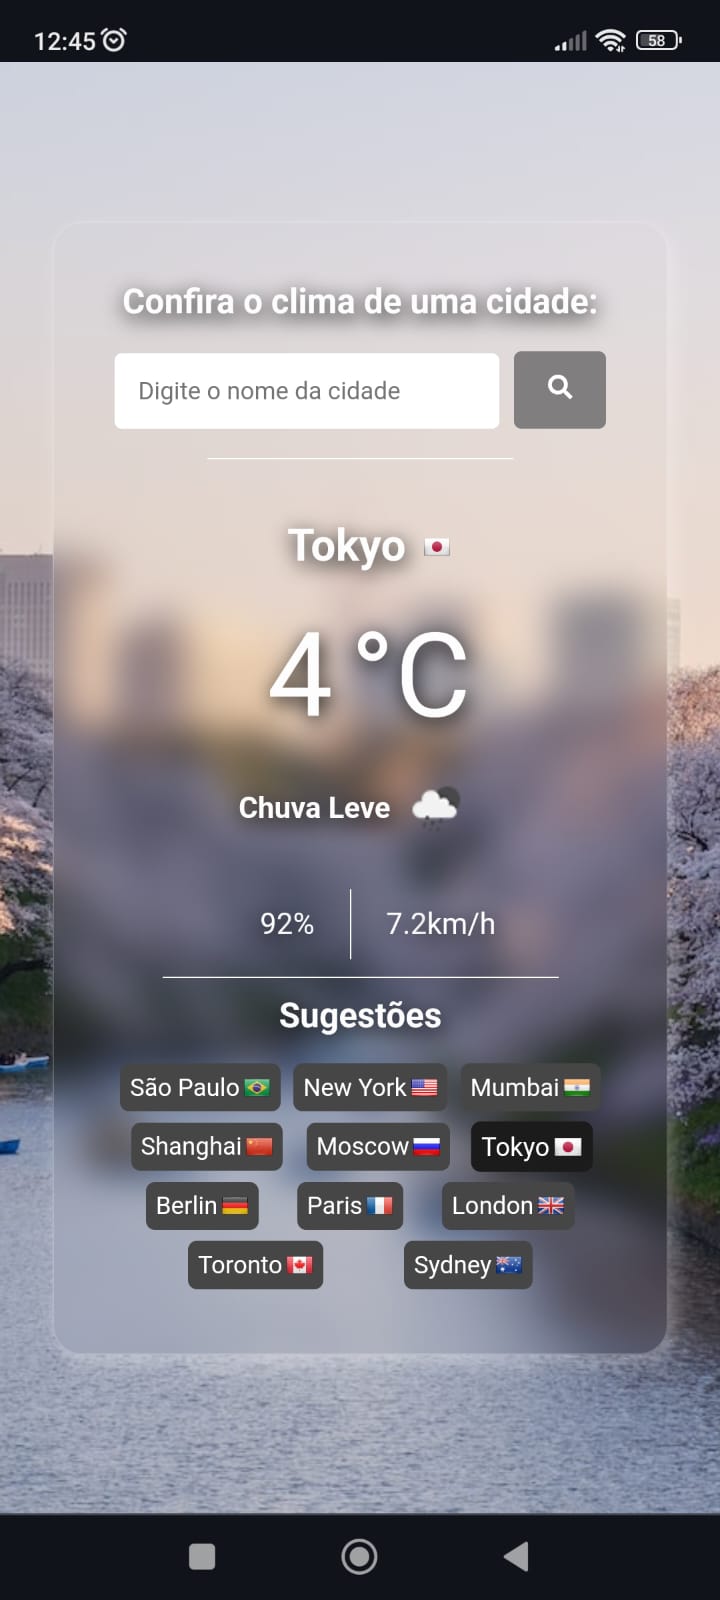 12:45 58
Confira o clima de uma cidade:
Digite o nome da cidade
Tokyo
4 °C
Chuva Leve
92% 7.2km/h
Sugestões
São Paulo New York Mumbai
Shanghai Moscow Tokyo
Berlin Paris London
Toronto Sydney